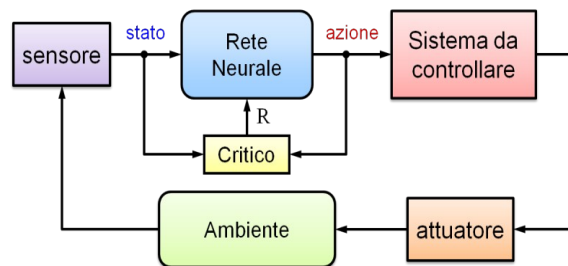 sensore
stato
Rete
Neurale
azione
Sistema da
controllare
R
Critico
Ambiente
attuatore